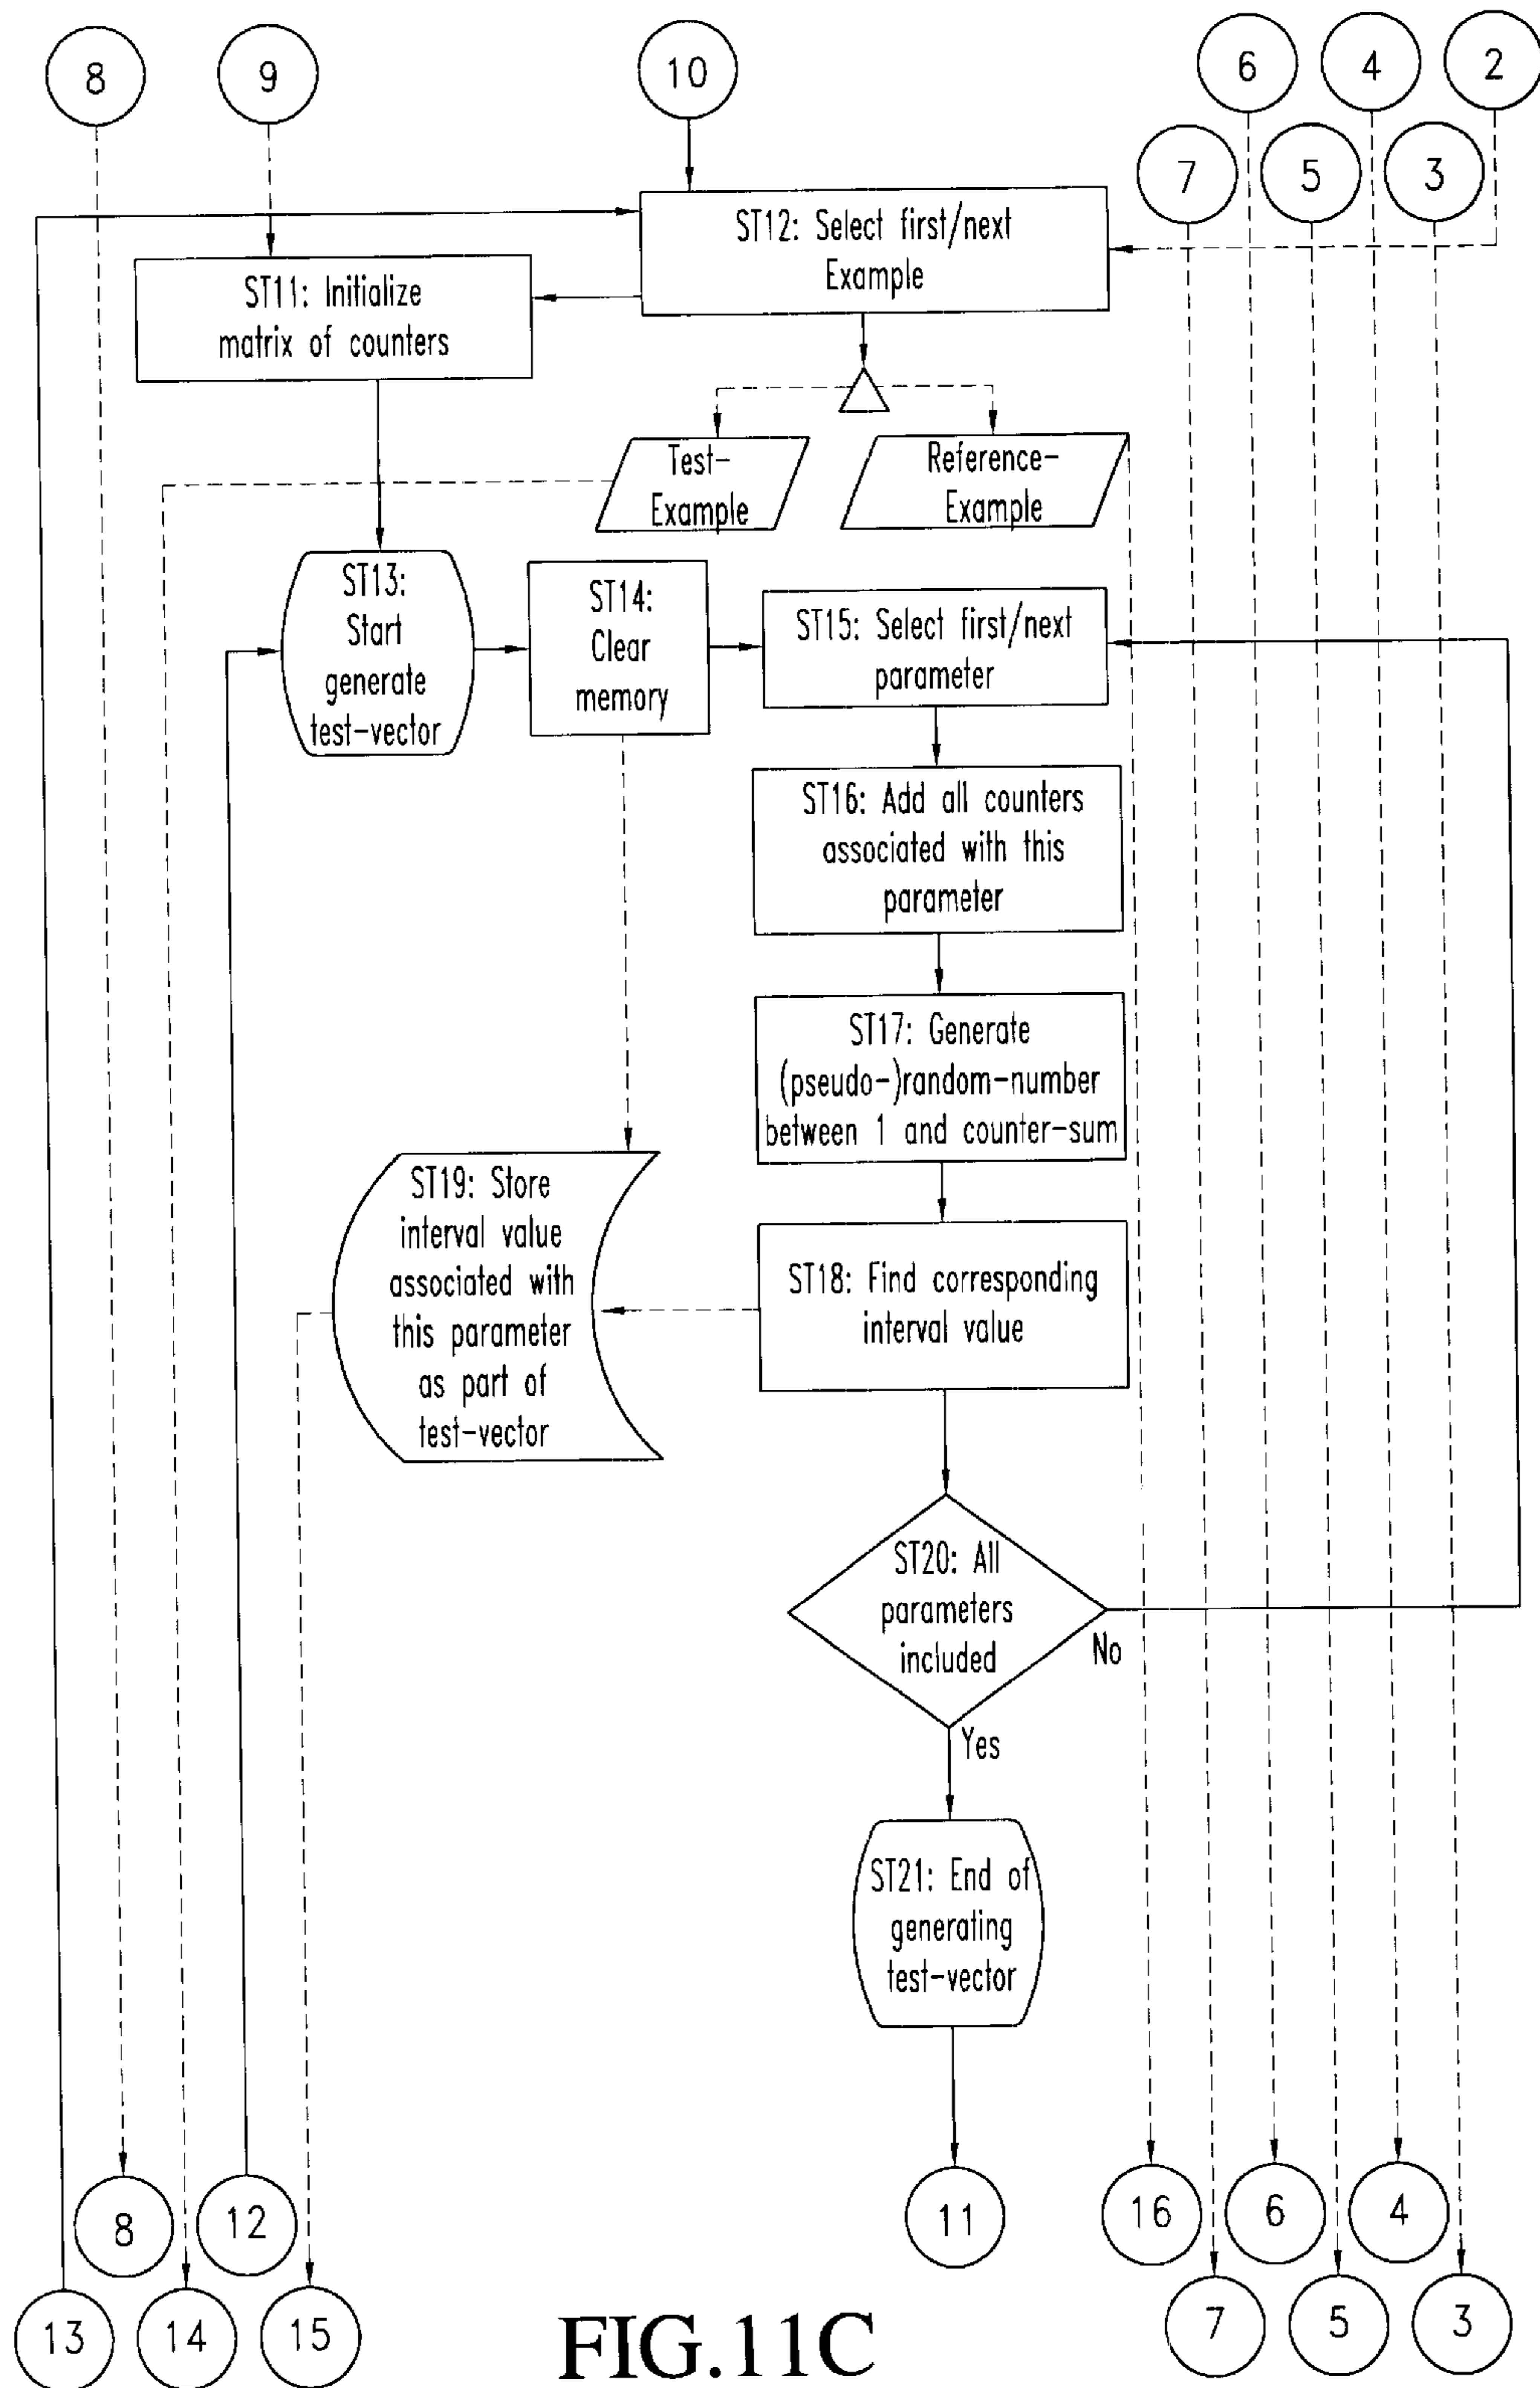 8
9
10
6
4
2
7
5
3
ST12: Select first/next
Example
ST11: Initialize
matrix of counters
Test-
Example
Reference-
Example
ST13:
Start
generate
test-vector
ST14:
Clear
memory
ST15: Select first/next
parameter
ST16: Add all counters
associated with this
parameter
ST17: Generate
(pseudo-)random-number
between 1 and counter-sum
ST19: Store
interval value
associated with
this parameter
as part of
test-vector
ST18: Find corresponding
interval value
ST20: All
parameters
included
No
Yes
ST21: End of
generating
test-vector
8
12
11
16
6
4
13
14
15
7
5
3
FIG.11C